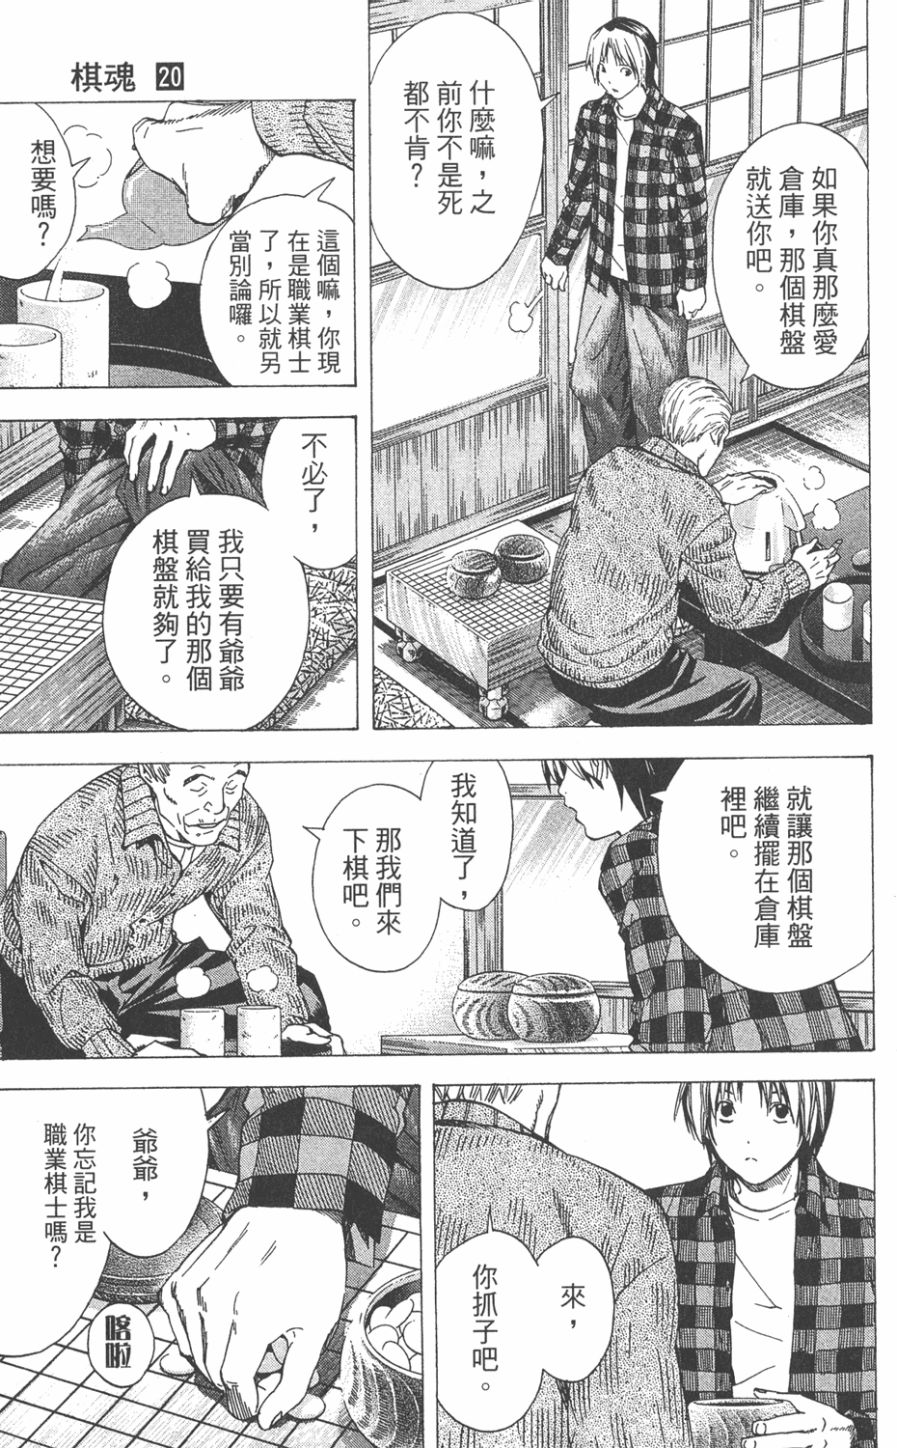 棋魂 20
如果你真那麼愛
倉庫，那個棋盤
就送你吧。
什麼嘛，之
前你不是死
都不肯？
這個嘛，你現
在是職業棋士
了，所以就另
當別論囉。
想要嗎？
不必了，
我只要有爺爺
買給我的那個
棋盤就夠了。
就讓那個棋盤
繼續擺在倉庫
裡吧。
我知道了，
那我們來
下棋吧。
來，
你抓子吧。
爺爺，
你忘記我是
職業棋士嗎？
喀啦